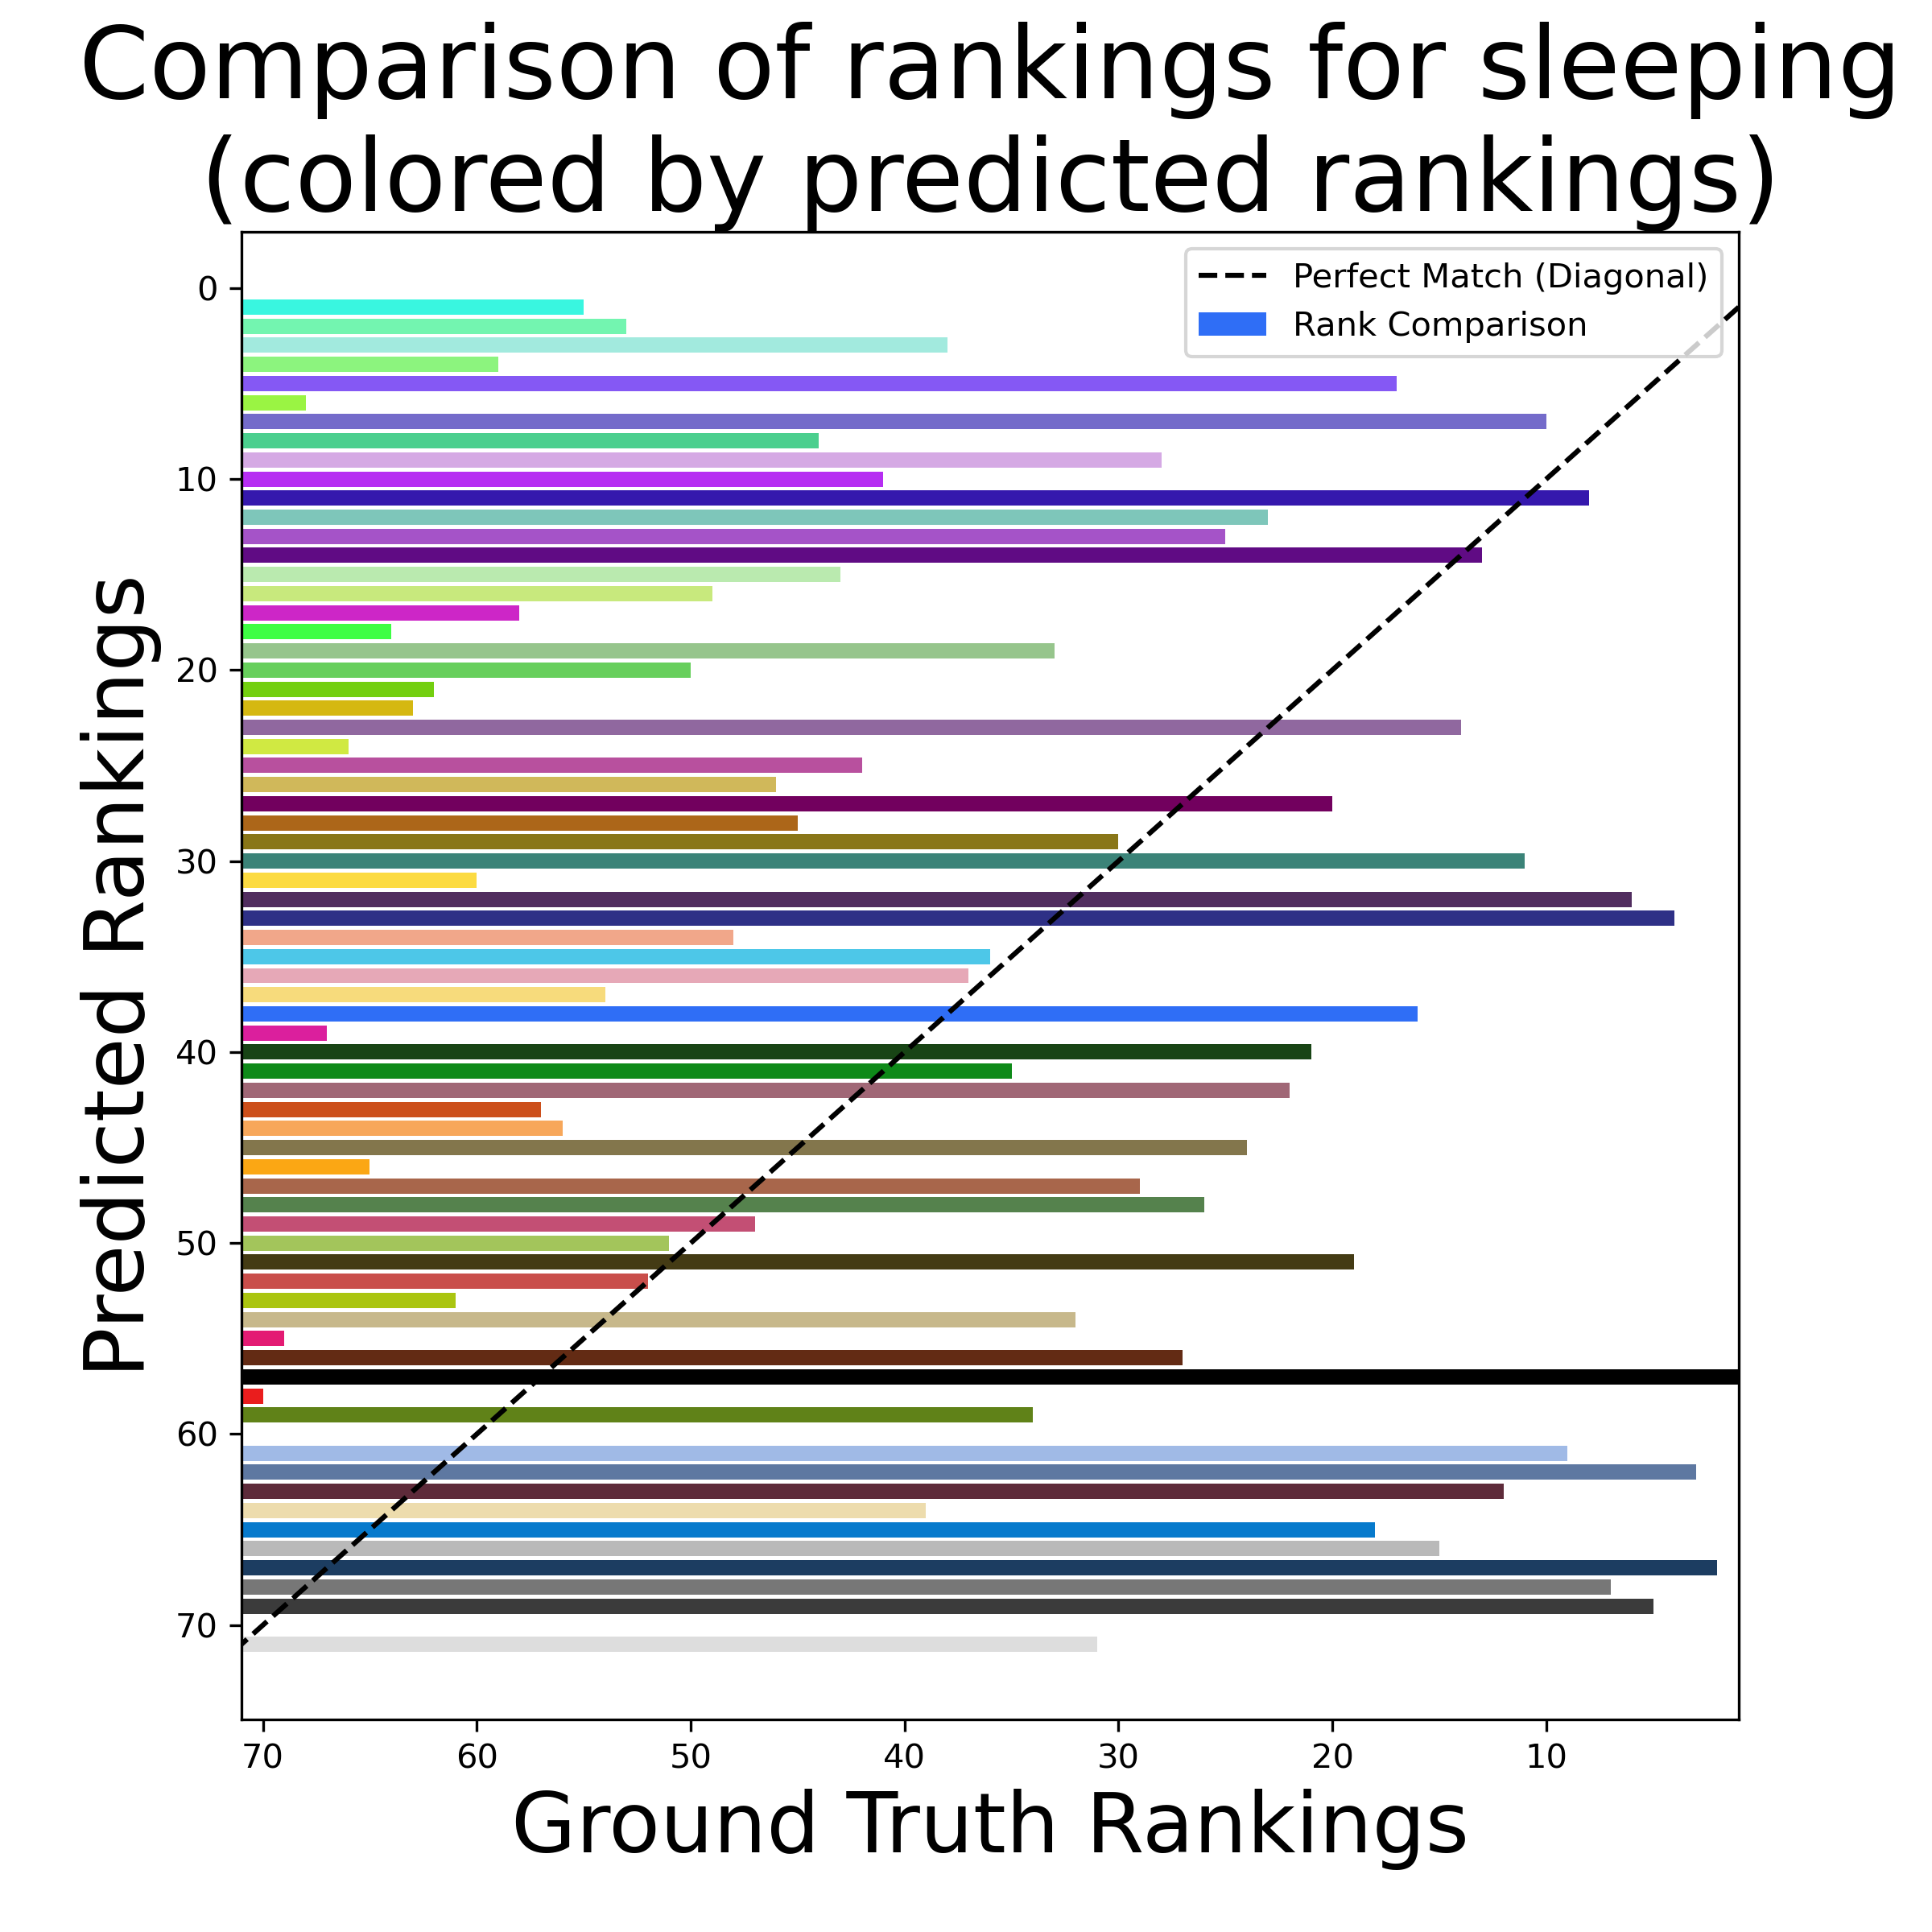 Comparison of rankings for sleeping
(colored by predicted rankings)
Perfect Match (Diagonal)
Rank Comparison
Predicted Rankings
0
10
20
30
40
50
60
70
70
60
50
40
30
20
10
Ground Truth Rankings